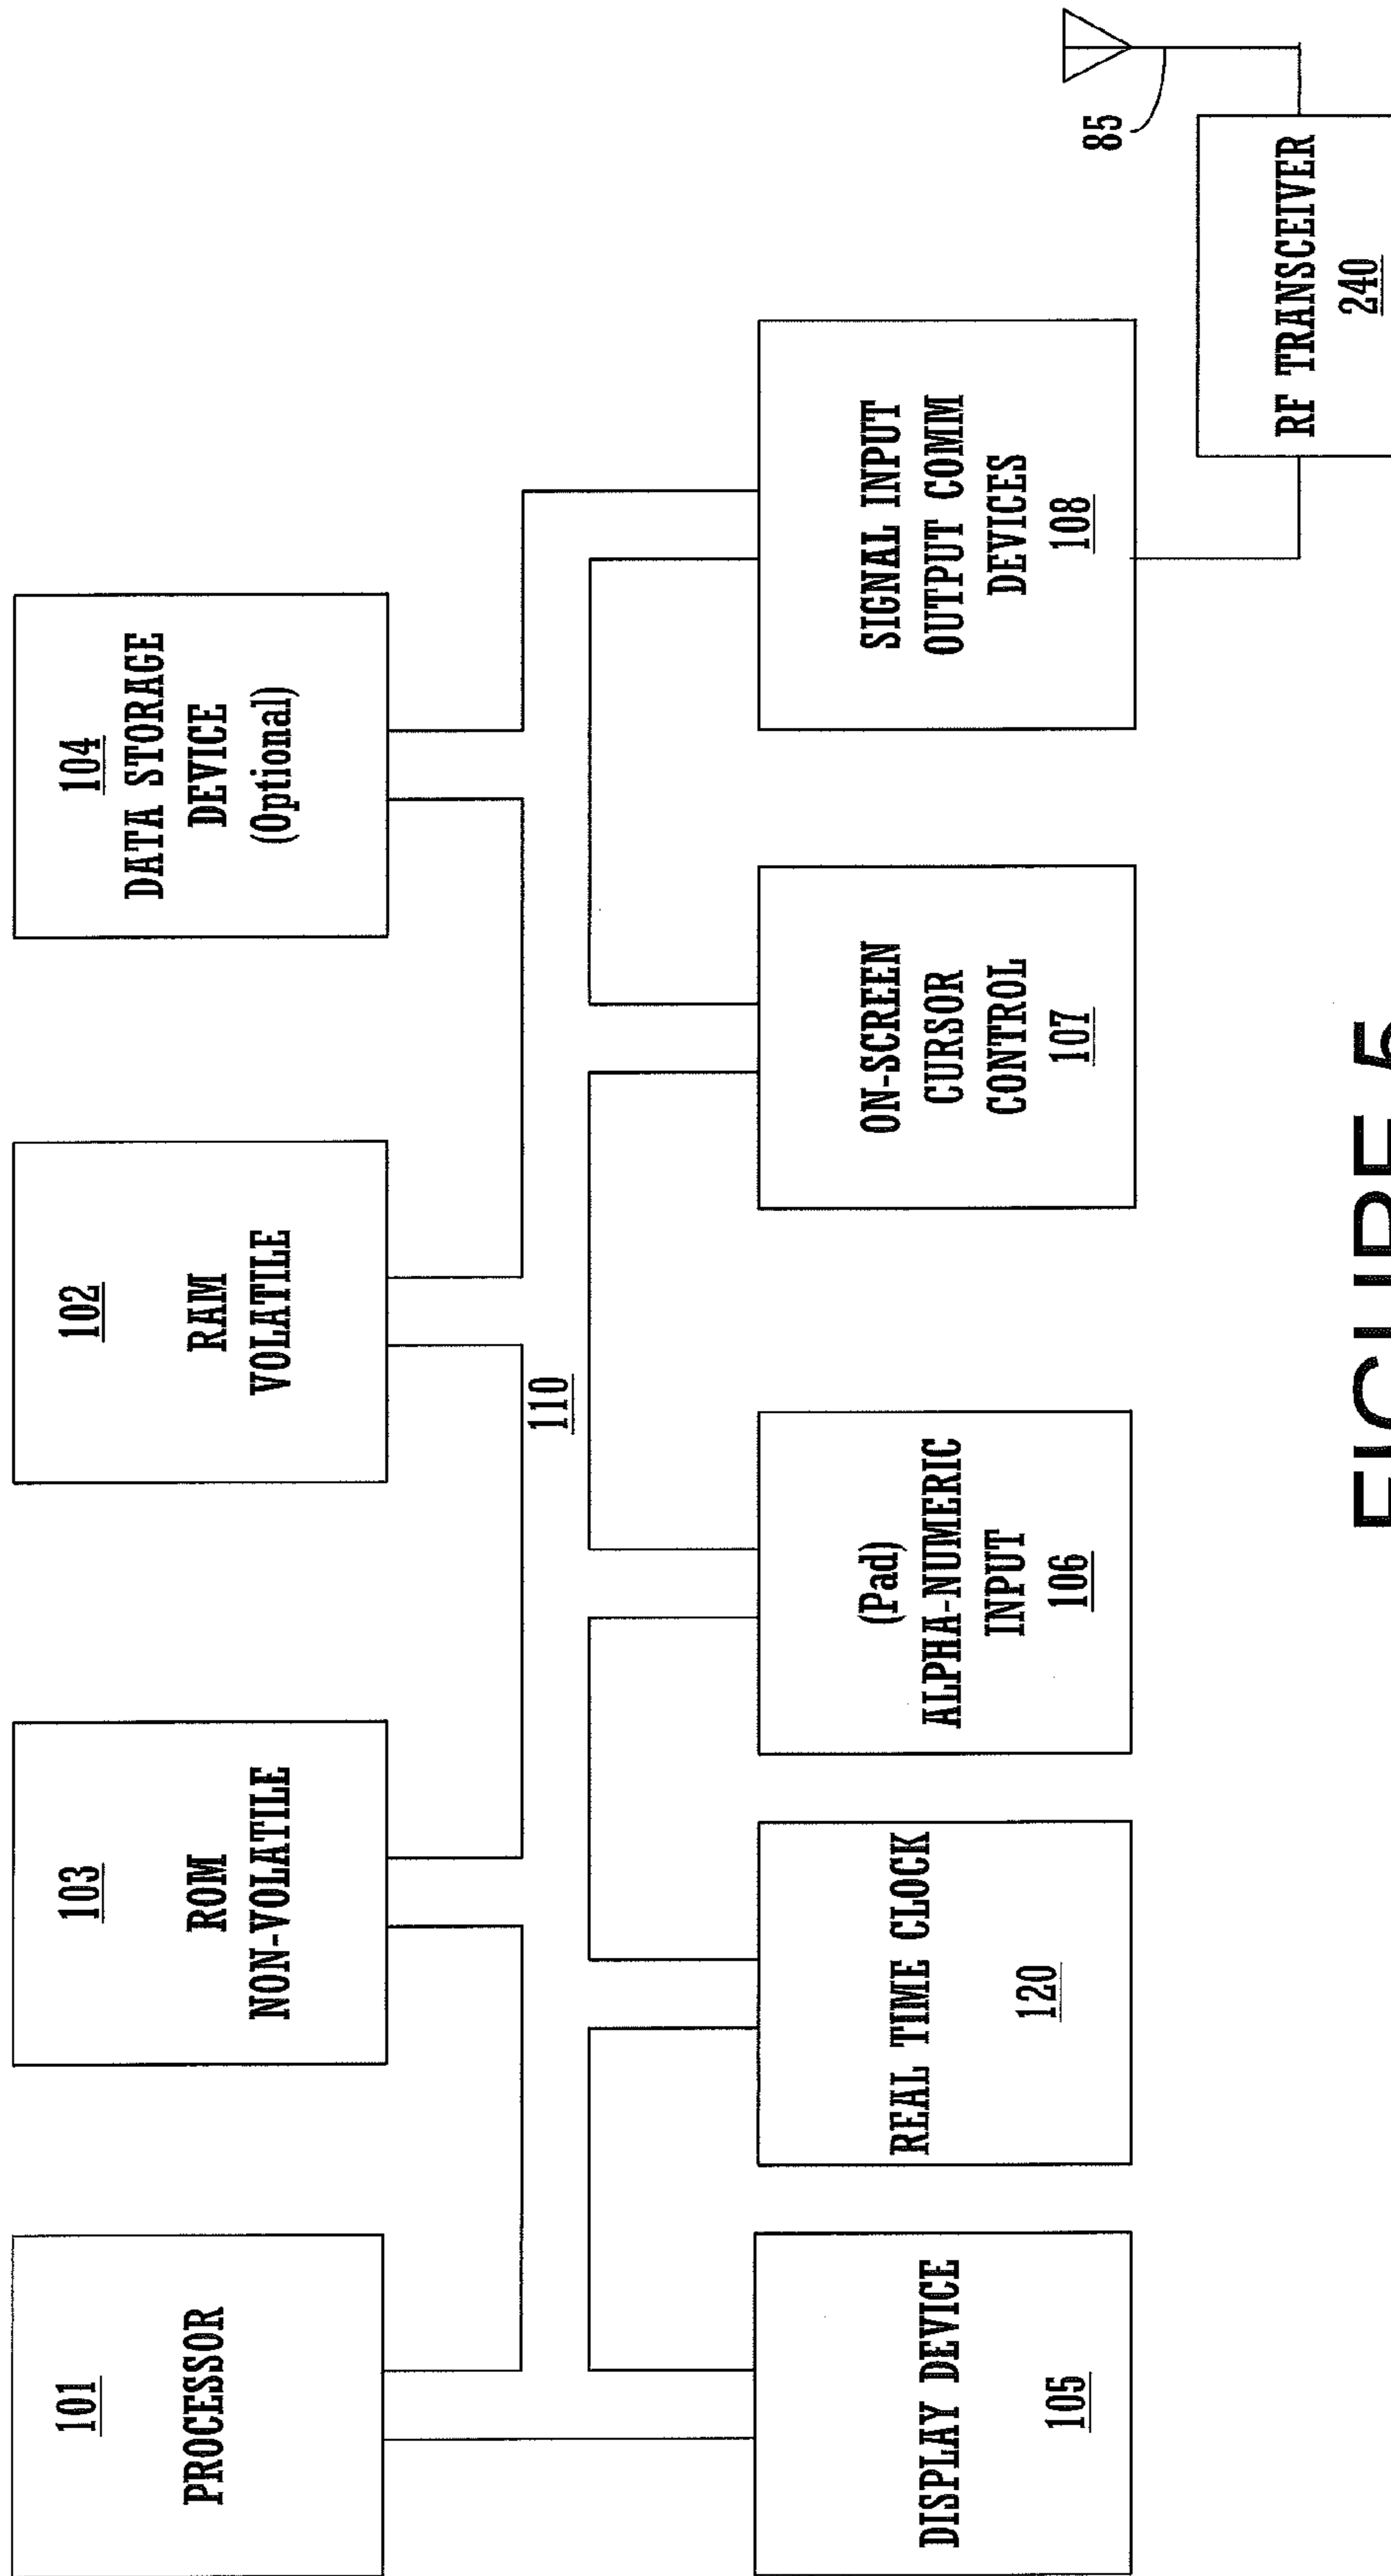 101
PROCESSOR
103
ROM
NON-VOLATILE
102
RAM
VOLATILE
104
DATA STORAGE
DEVICE
(Optional)
110
DISPLAY DEVICE
105
REAL TIME CLOCK
120
(Pad)
ALPHA-NUMERIC
INPUT
106
ON-SCREEN
CURSOR
CONTROL
107
SIGNAL INPUT
OUTPUT COMM
DEVICES
108
85
RF TRANSCEIVER
240
FIGURE 5